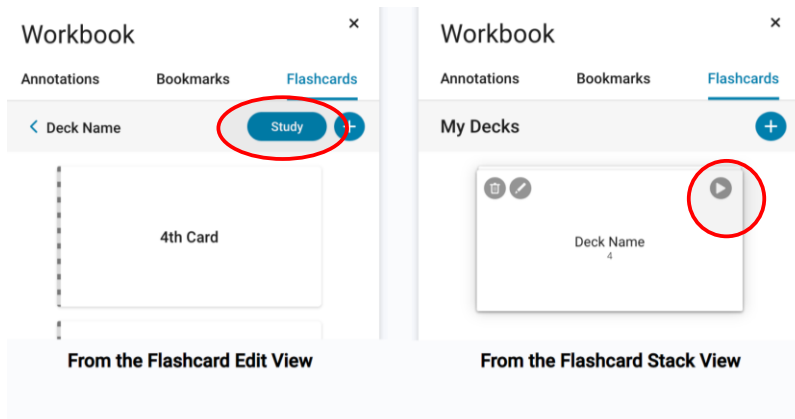 Workbook ×
Annotations Bookmarks Flashcards
< Deck Name Study +
4th Card
From the Flashcard Edit View
Workbook ×
Annotations Bookmarks Flashcards
My Decks +
Deck Name
4
From the Flashcard Stack View